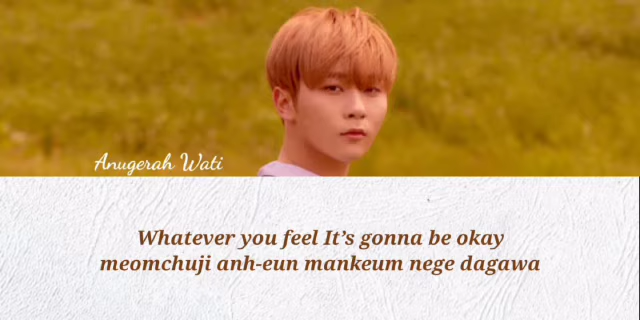 Anugerah Wati
Whatever you feel It's gonna be okay
meomchuji anh-eun mankeum nege dagawa